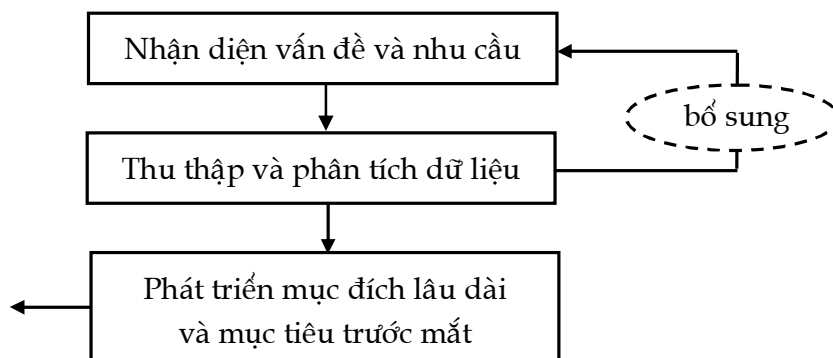 Nhận diện vấn đề và nhu cầu
bổ sung
Thu thập và phân tích dữ liệu
Phát triển mục đích lâu dài
và mục tiêu trước mắt